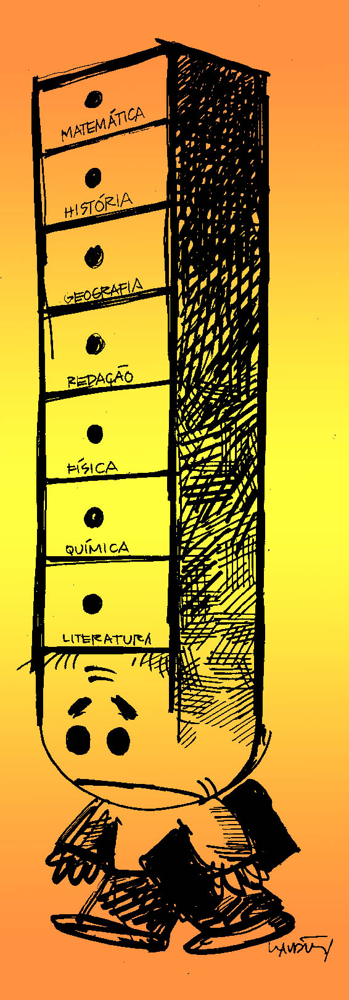 MATEMÁTICA
HISTÓRIA
GEOGRAFIA
REDAÇÃO
FÍSICA
QUÍMICA
LITERATURA